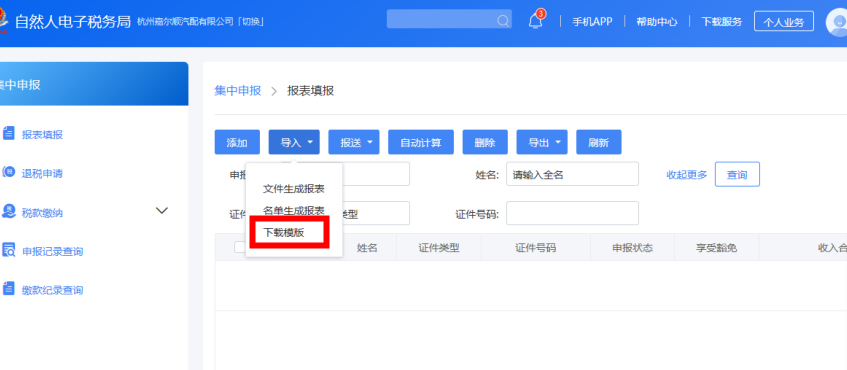 自然人电子税务局 杭州嘉尔顺汽配有限公司「切换」 3 手机APP 帮助中心 下载服务 个人业务
集中申报
集中申报 > 报表填报
报表填报
退税申请
税款缴纳
申报记录查询
缴款纪录查询
添加 导入 报送 自动计算 删除 导出 刷新
申报 姓名: 请输入全名 收起更多 查询
文件生成报表
证件 类型 证件号码:
名单生成报表
下载模版
姓名 证件类型 证件号码 申报状态 享受豁免 收入合